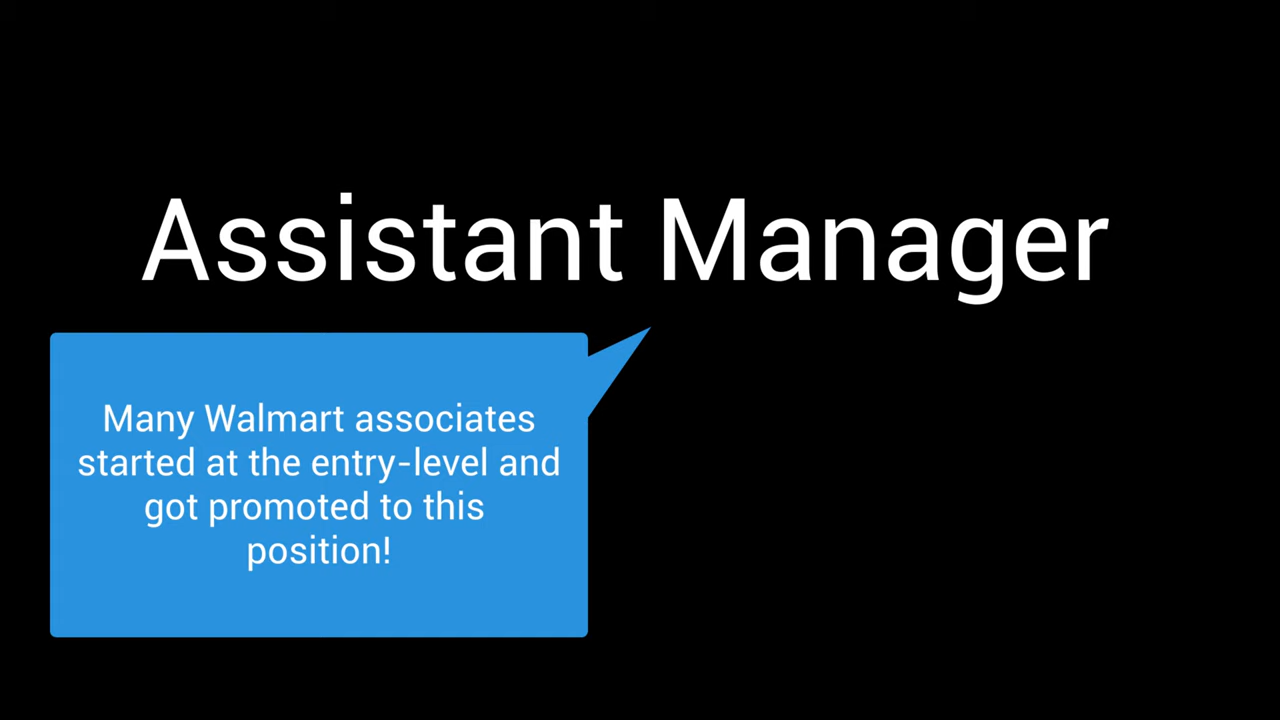 Assistant Manager
Many Walmart associates
started at the entry-level and
got promoted to this
position!